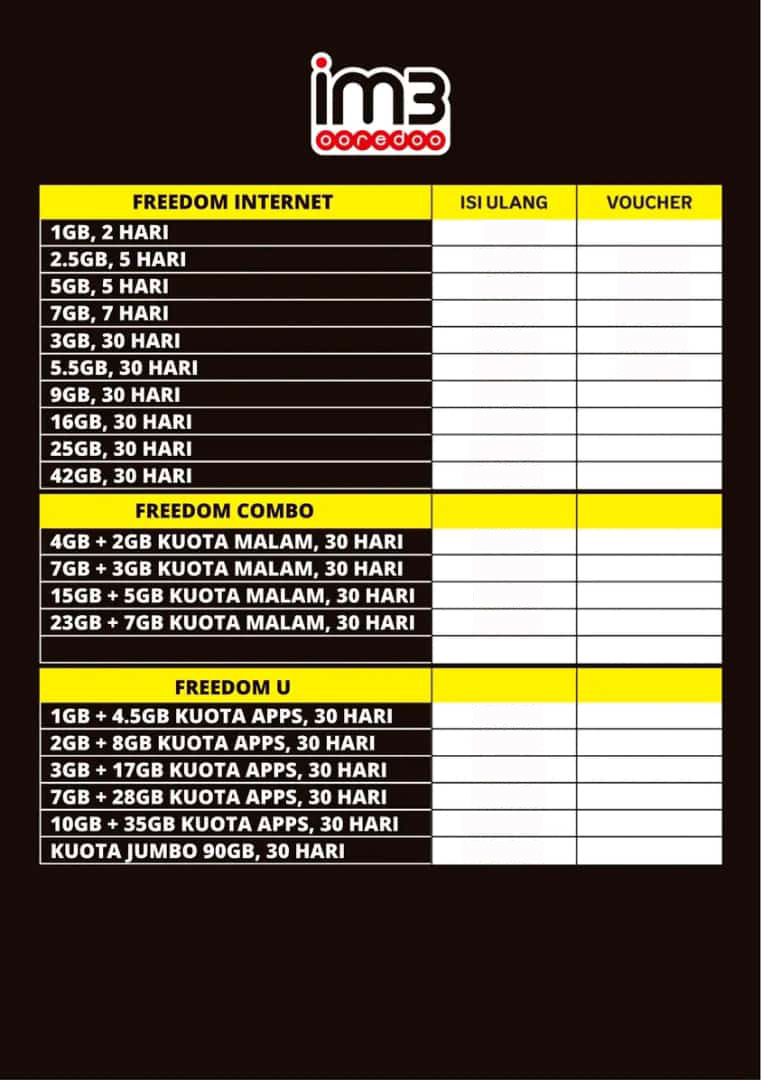 im3
ooredoo
FREEDOM INTERNET ISI ULANG VOUCHER
1GB, 2 HARI
2.5GB, 5 HARI
5GB, 5 HARI
7GB, 7 HARI
3GB, 30 HARI
5.5GB, 30 HARI
9GB, 30 HARI
16GB, 30 HARI
25GB, 30 HARI
42GB, 30 HARI
FREEDOM COMBO
4GB + 2GB KUOTA MALAM, 30 HARI
7GB + 3GB KUOTA MALAM, 30 HARI
15GB + 5GB KUOTA MALAM, 30 HARI
23GB + 7GB KUOTA MALAM, 30 HARI
FREEDOM U
1GB + 4.5GB KUOTA APPS, 30 HARI
2GB + 8GB KUOTA APPS, 30 HARI
3GB + 17GB KUOTA APPS, 30 HARI
7GB + 28GB KUOTA APPS, 30 HARI
10GB + 35GB KUOTA APPS, 30 HARI
KUOTA JUMBO 90GB, 30 HARI